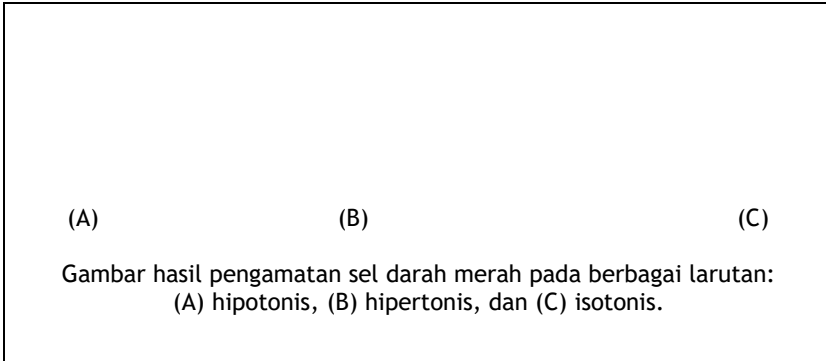 (A) (B) (C)
Gambar hasil pengamatan sel darah merah pada berbagai larutan:
(A) hipotonis, (B) hipertonis, dan (C) isotonis.